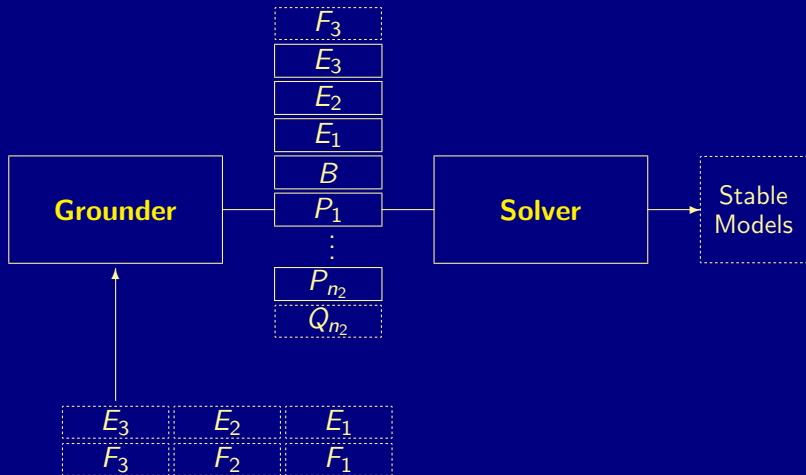 F₃
E₃
E₂
E₁
B
Grounder
P₁
Solver
Stable
Models
⋮
Pₙ₂
Qₙ₂
E₃ E₂ E₁
F₃ F₂ F₁